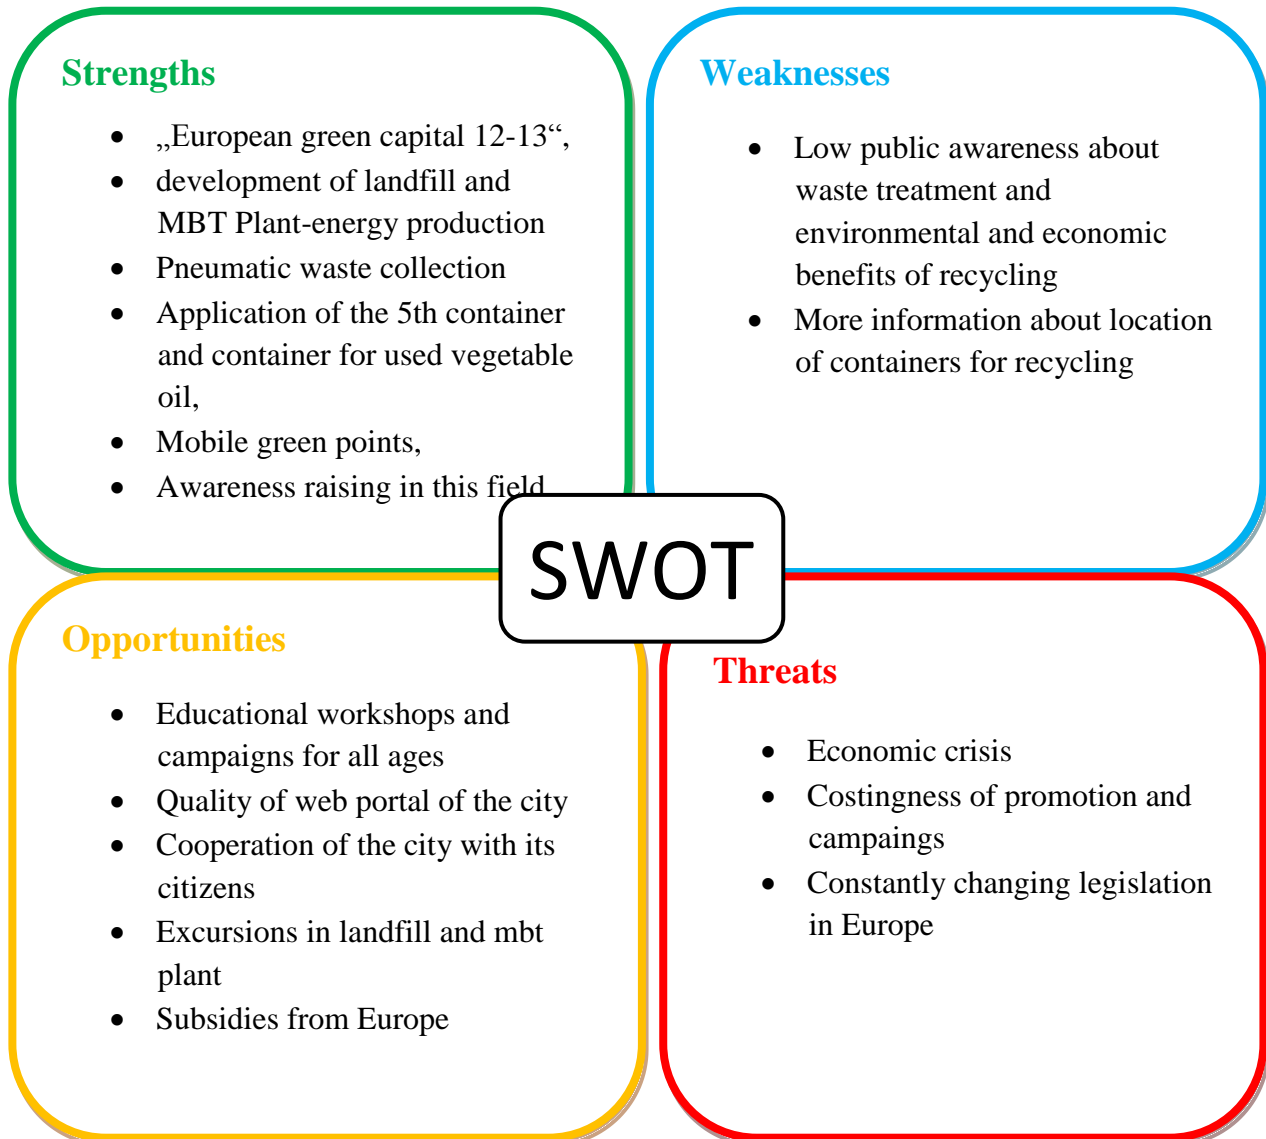 Strengths
• „European green capital 12-13“,
• development of landfill and
MBT Plant-energy production
• Pneumatic waste collection
• Application of the 5th container
and container for used vegetable
oil,
• Mobile green points,
• Awareness raising in this field
Weaknesses
• Low public awareness about
waste treatment and
environmental and economic
benefits of recycling
• More information about location
of containers for recycling
SWOT
Opportunities
• Educational workshops and
campaigns for all ages
• Quality of web portal of the city
• Cooperation of the city with its
citizens
• Excursions in landfill and mbt
plant
• Subsidies from Europe
Threats
• Economic crisis
• Costingness of promotion and
campaings
• Constantly changing legislation
in Europe